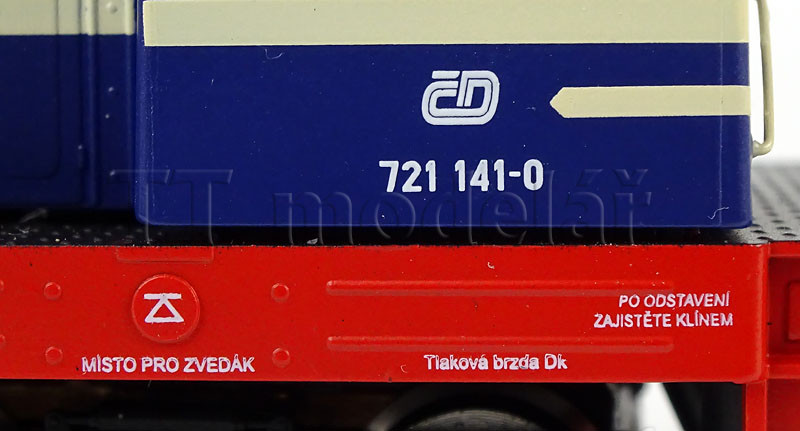 ČD
721 141-0
TT modelář
PO ODSTAVENÍ
ZAJISTĚTE KLÍNEM
MÍSTO PRO ZVEDÁK
Tlaková brzda Dk